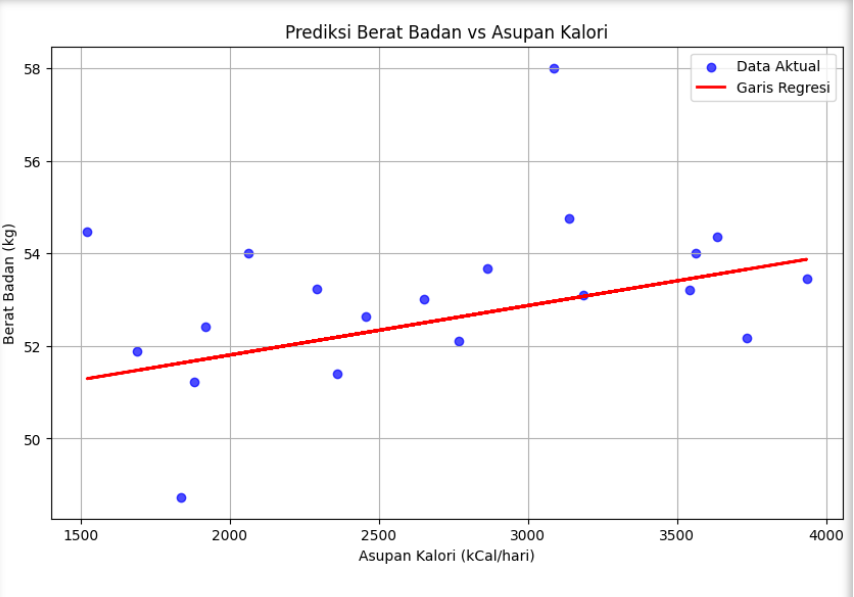 Prediksi Berat Badan vs Asupan Kalori
Data Aktual
Garis Regresi
58
56
54
52
50
Berat Badan (kg)
1500 2000 2500 3000 3500 4000
Asupan Kalori (kCal/hari)